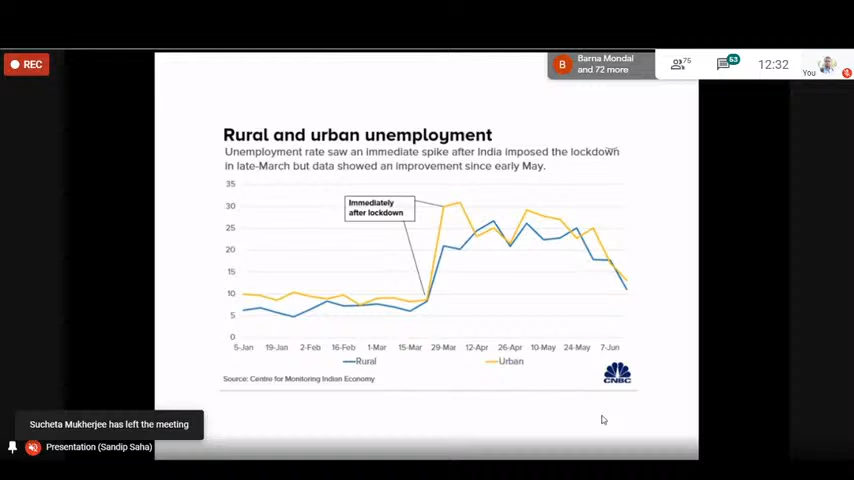 REC
B
Barna Mondal
and 72 more
75
63
12:32
You
Rural and urban unemployment
Unemployment rate saw an immediate spike after India imposed the lockdown
in late-March but data showed an improvement since early May.
35
30
25
20
15
10
5
0
Immediately
after lockdown
5-Jan 19-Jan 2-Feb 16-Feb 1-Mar 15-Mar 29-Mar 12-Apr 26-Apr 10-May 24-May 7-Jun
Rural Urban
Source: Centre for Monitoring Indian Economy
CNBC
Sucheta Mukherjee has left the meeting
Presentation (Sandip Saha)